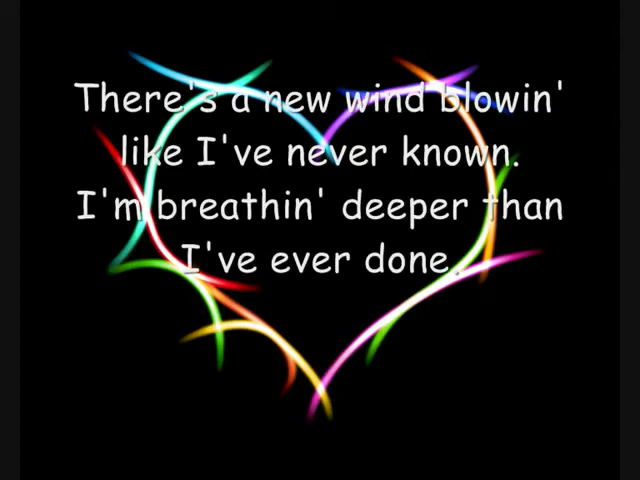 There's a new wind blowin'
like I've never known.
I'm breathin' deeper than
I've ever done.